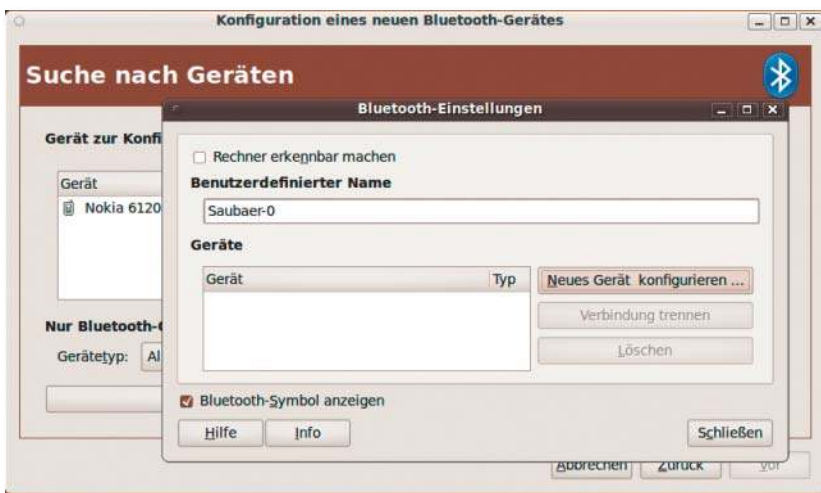 Konfiguration eines neuen Bluetooth-Gerätes
Suche nach Geräten
Bluetooth-Einstellungen
Gerät zur Konfi
Gerät
Nokia 6120
Nur Bluetooth-
Gerätetyp: Al
Rechner erkennbar machen
Benutzerdefinierter Name
Saubaer-0
Geräte
Gerät Typ
Neues Gerät konfigurieren ...
Verbindung trennen
Löschen
Bluetooth-Symbol anzeigen
Hilfe Info Schließen
Abbrechen Zurück Vor